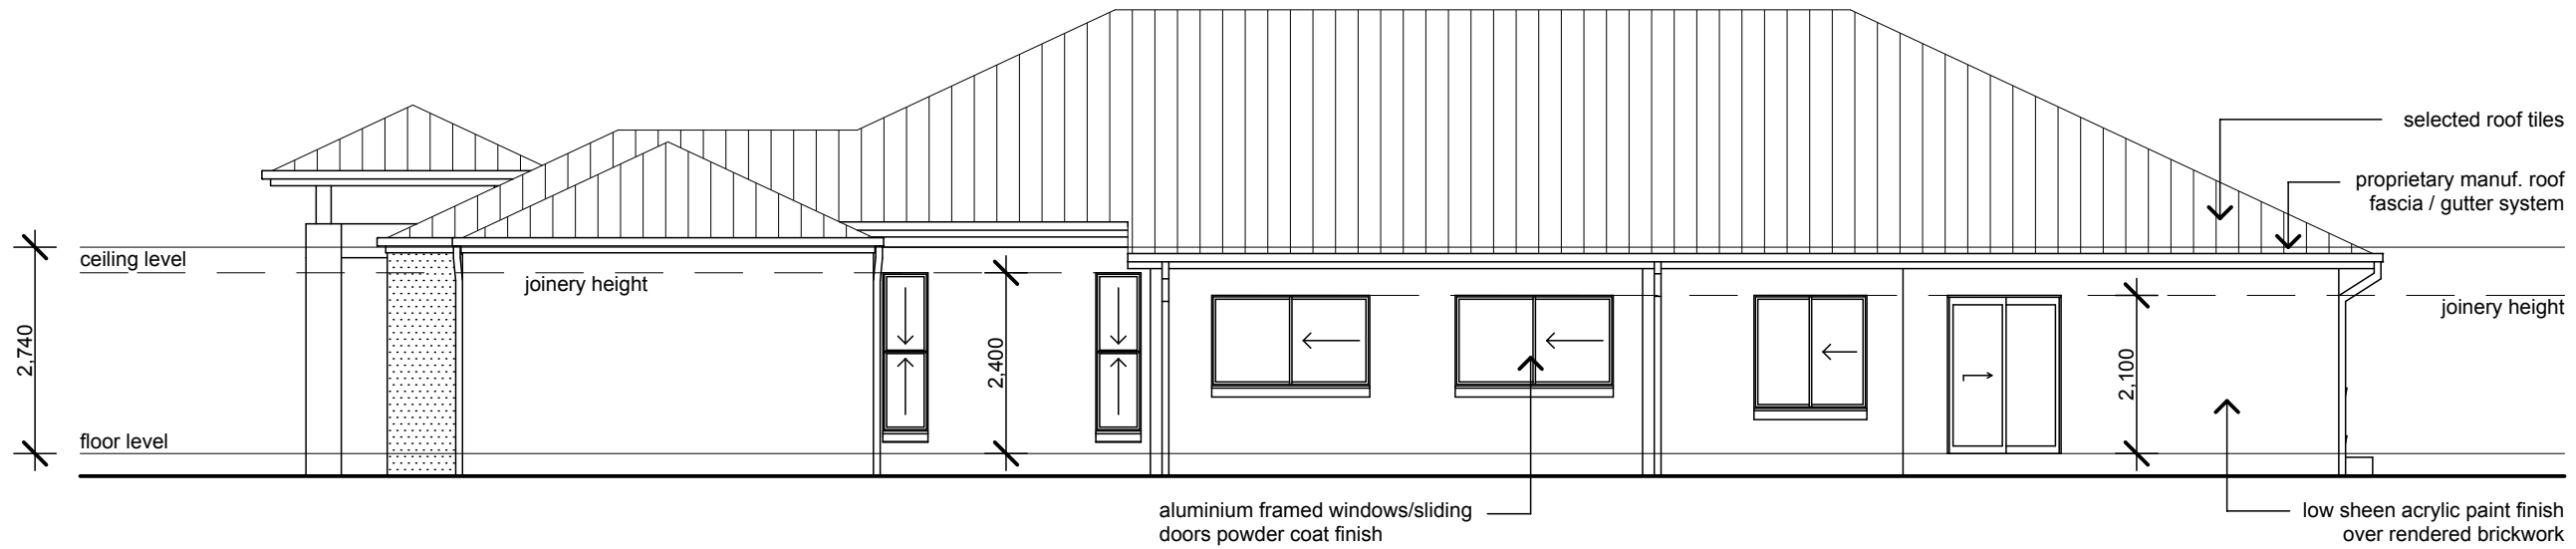 selected roof tiles
proprietary manuf. roof
fascia / gutter system
ceiling level
joinery height
joinery height
2,740
2,400
2,100
floor level
aluminium framed windows/sliding
doors powder coat finish
low sheen acrylic paint finish
over rendered brickwork